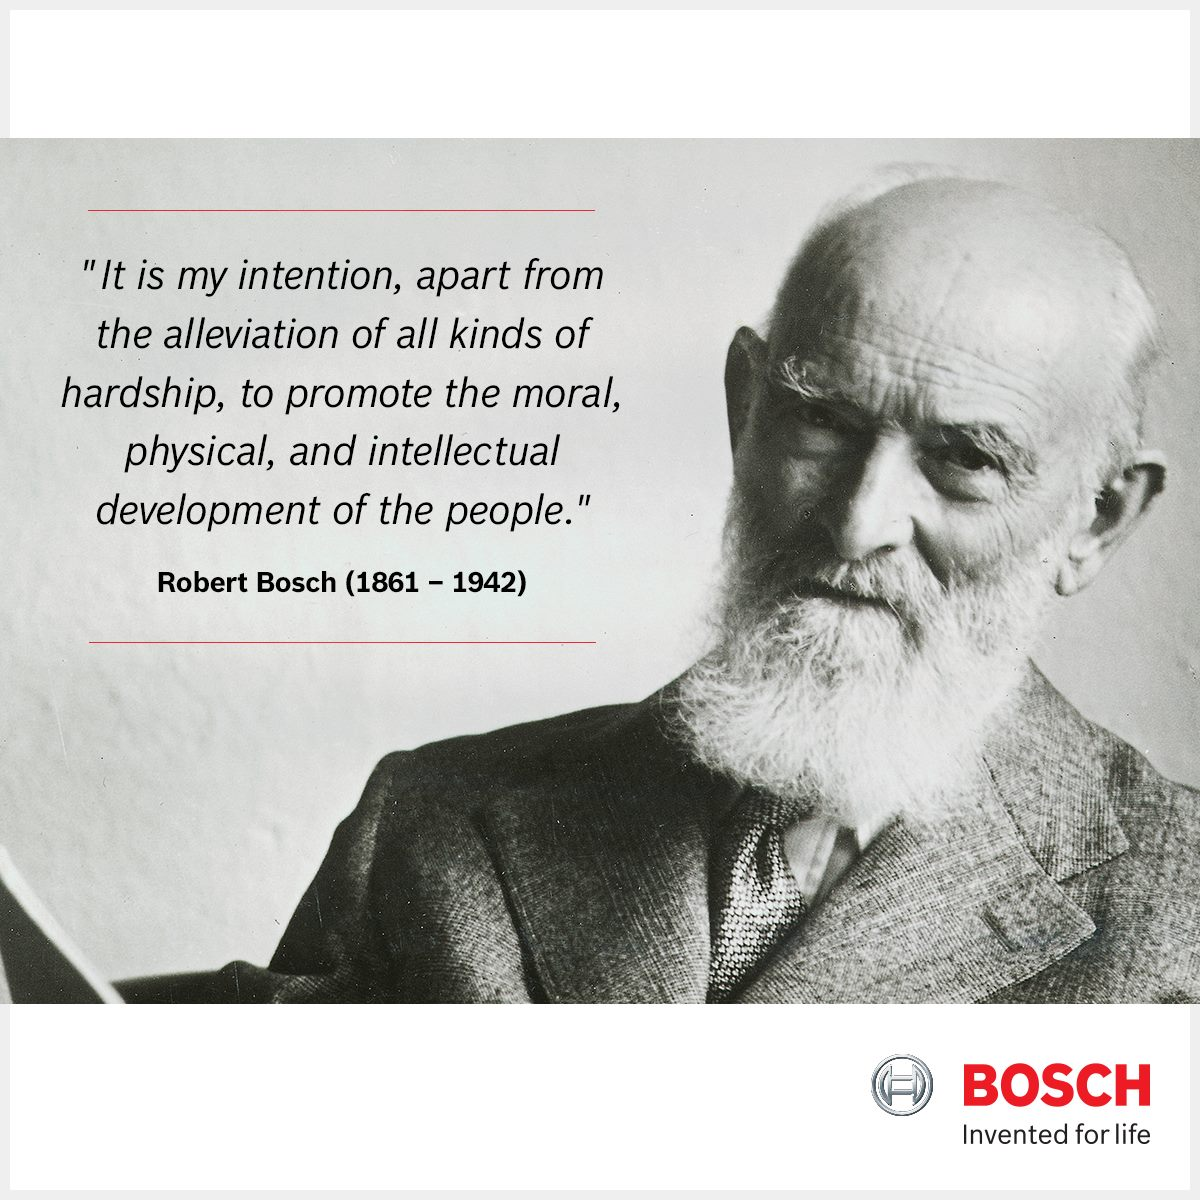 "It is my intention, apart from
the alleviation of all kinds of
hardship, to promote the moral,
physical, and intellectual
development of the people."
Robert Bosch (1861 – 1942)
BOSCH
Invented for life